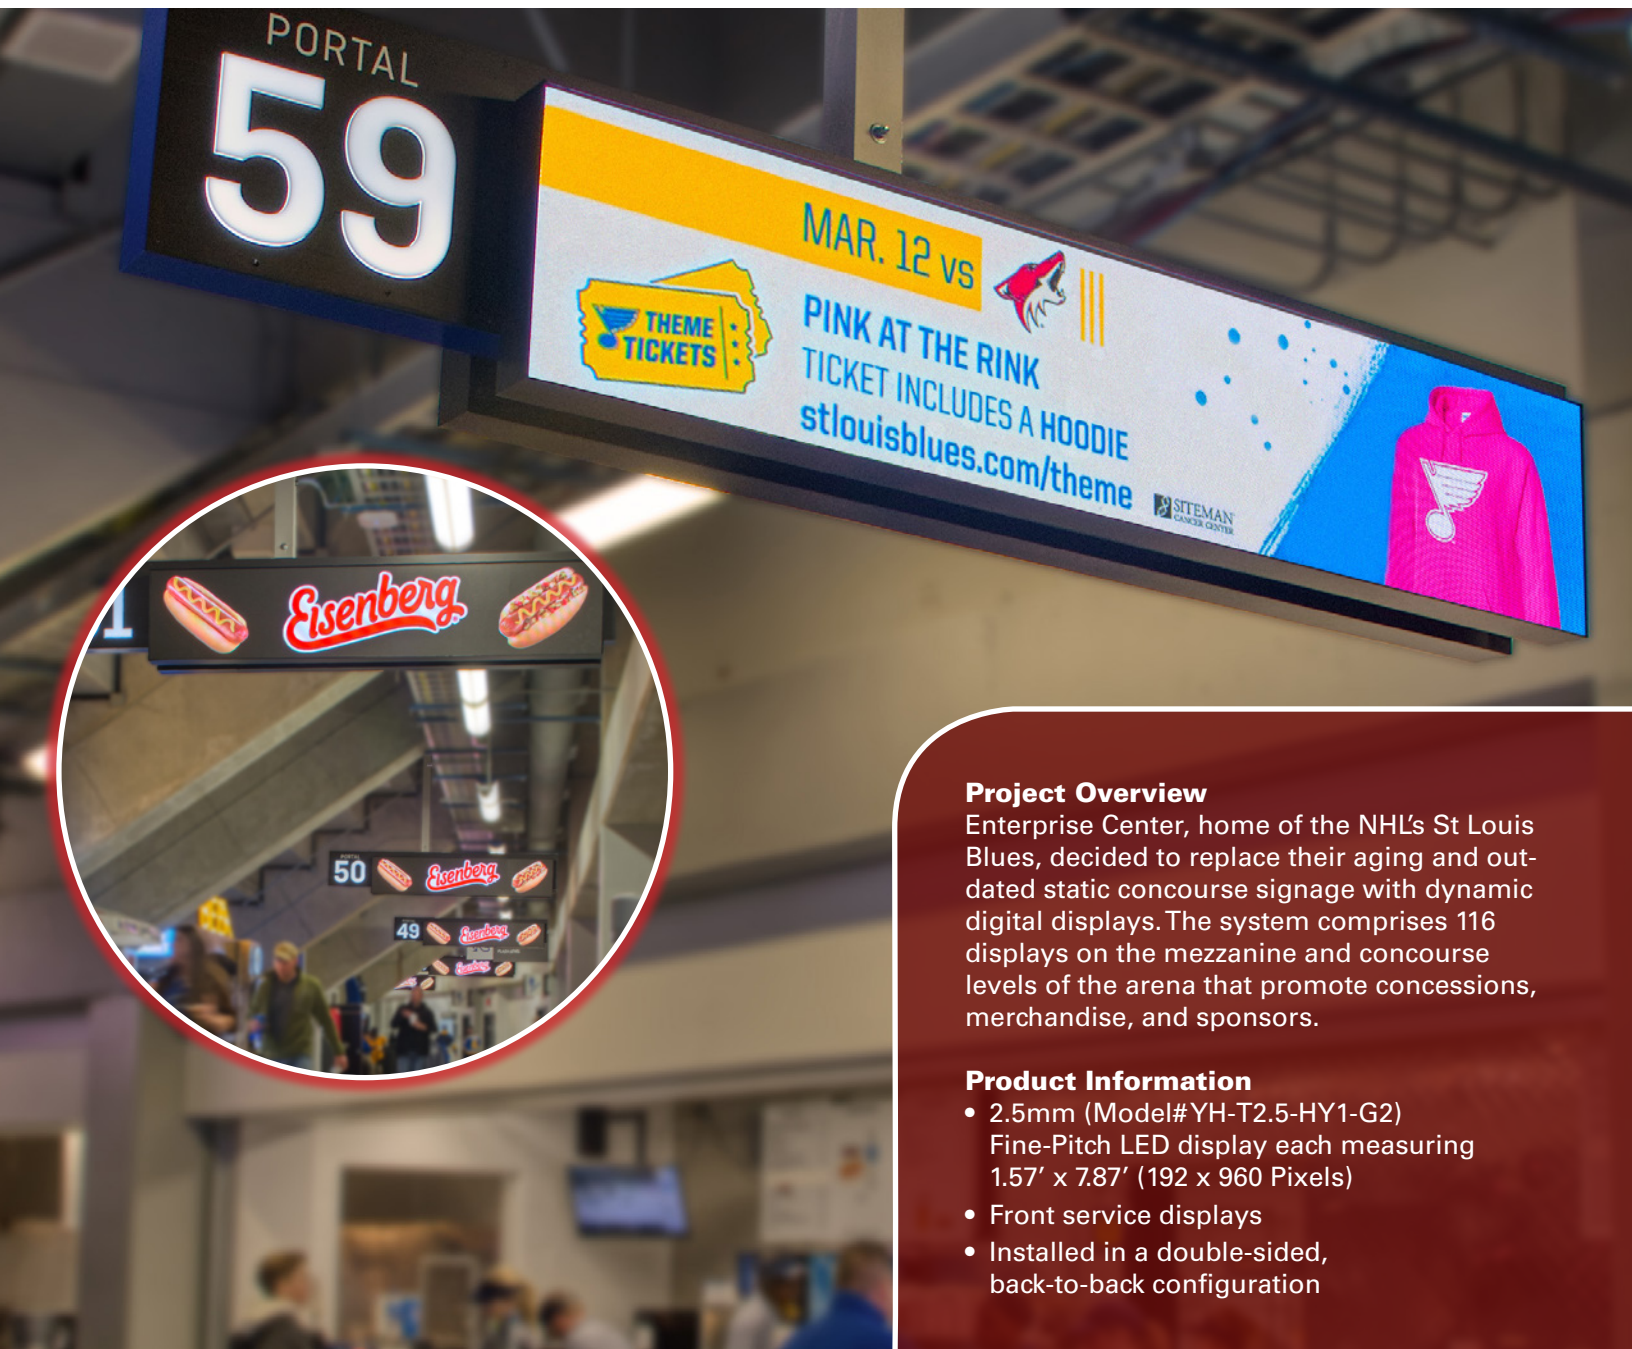 PORTAL
59
MAR. 12 vs
THEME
TICKETS
PINK AT THE RINK
TICKET INCLUDES A HOODIE
stlouisblues.com/theme
SITEMAN
CANCER CENTER
1
Eisenberg
PORTAL
50
Eisenberg
49
Eisenberg
Eisenberg
Project Overview
Enterprise Center, home of the NHL’s St Louis
Blues, decided to replace their aging and out-
dated static concourse signage with dynamic
digital displays. The system comprises 116
displays on the mezzanine and concourse
levels of the arena that promote concessions,
merchandise, and sponsors.
Product Information
• 2.5mm (Model#YH-T2.5-HY1-G2)
Fine-Pitch LED display each measuring
1.57’ x 7.87’ (192 x 960 Pixels)
• Front service displays
• Installed in a double-sided,
back-to-back configuration